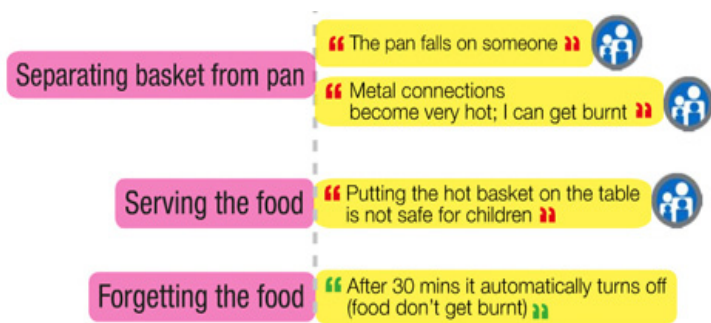 Separating basket from pan
“ The pan falls on someone ”
“ Metal connections
become very hot; I can get burnt ”
Serving the food
“ Putting the hot basket on the table
is not safe for children ”
Forgetting the food
“ After 30 mins it automatically turns off
(food don't get burnt) ”